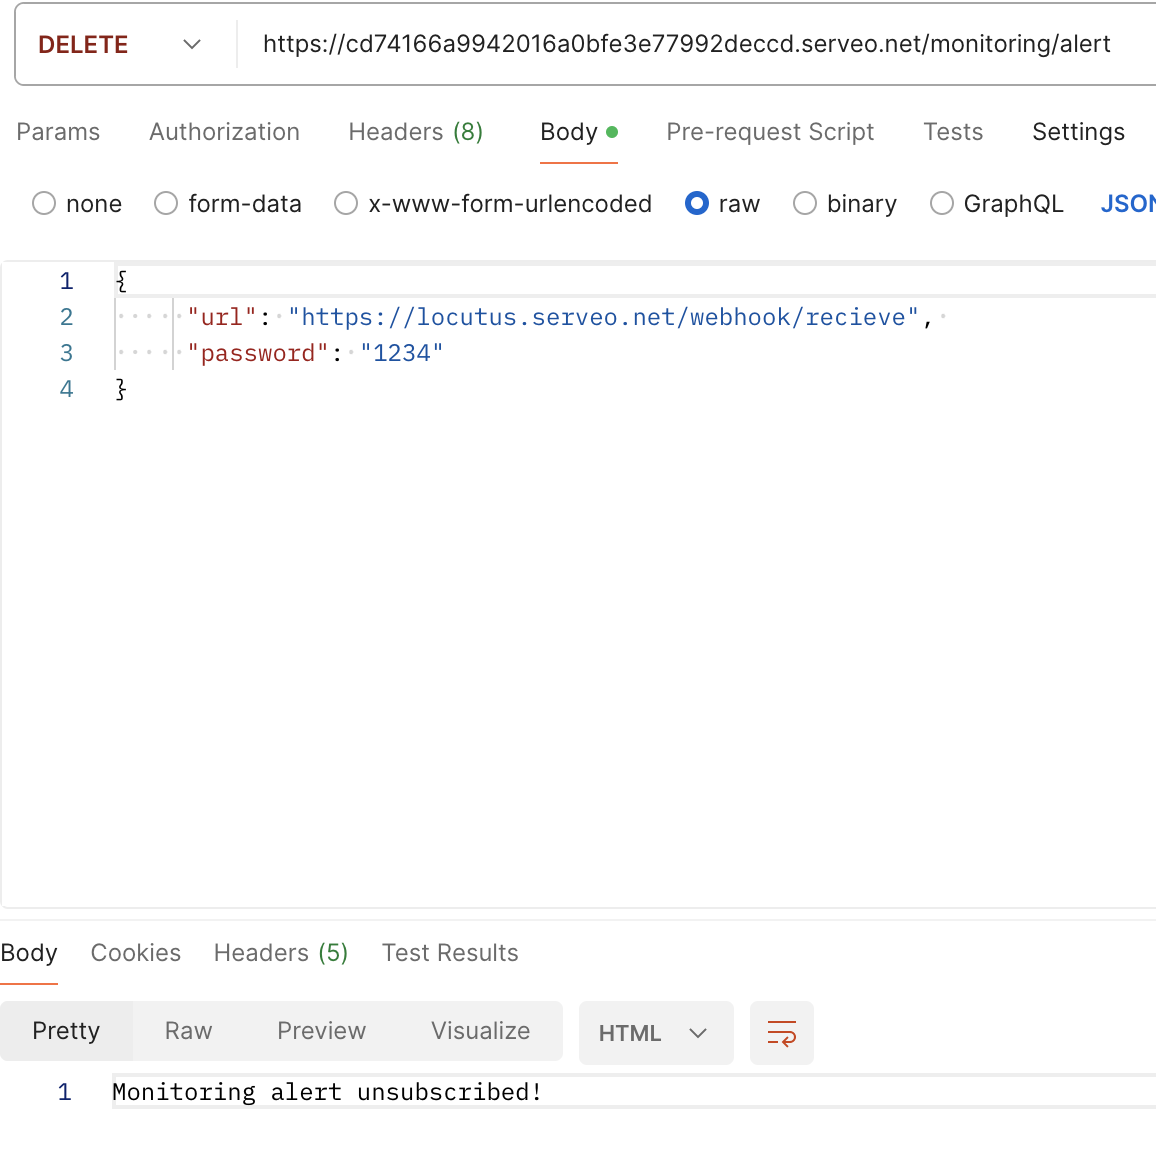 DELETE https://cd74166a9942016a0bfe3e77992deccd.serveo.net/monitoring/alert
Params Authorization Headers (8) Body Pre-request Script Tests Settings
none form-data x-www-form-urlencoded raw binary GraphQL JSON
1 {
2 "url": "https://locutus.serveo.net/webhook/recieve",
3 "password": "1234"
4 }
Body Cookies Headers (5) Test Results
Pretty Raw Preview Visualize HTML
1 Monitoring alert unsubscribed!